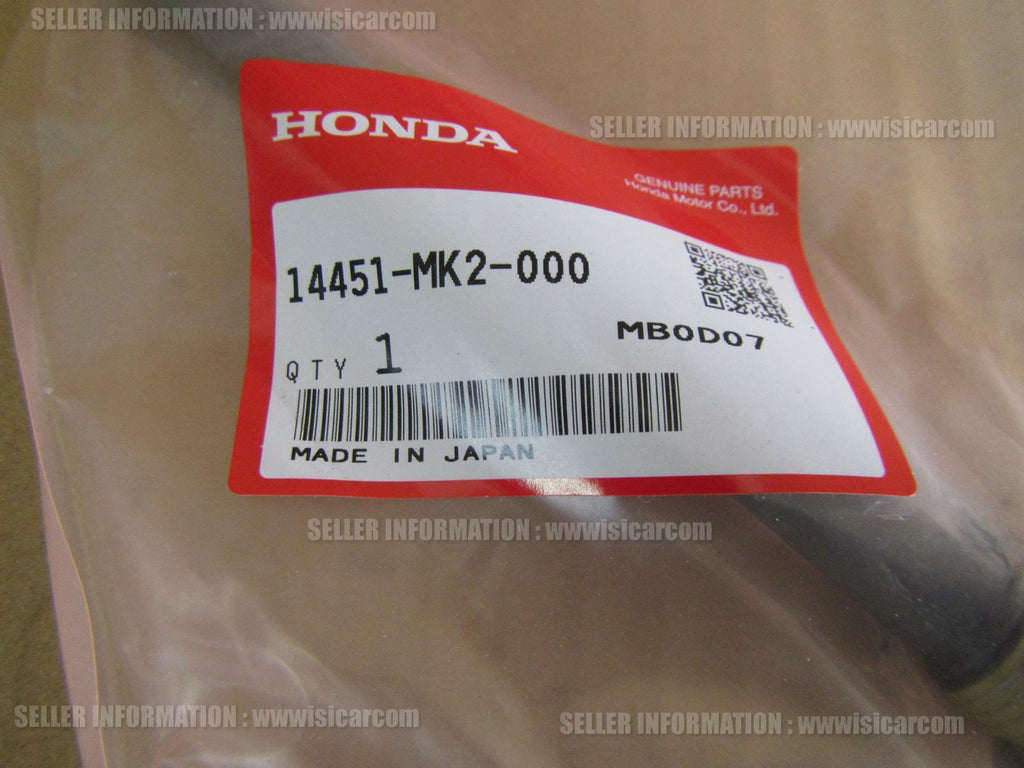 SELLER INFORMATION : wwwisicarcom
HONDA
SELLER INFORMATION : wwwisicarcom
GENUINE PARTS
Honda Motor Co., Ltd.
14451-MK2-000
MB0D07
QTY 1
MADE IN JAPAN
SELLER INFORMATION : wwwisicarcom
SELLER INFORMATION : wwwisicarcom
SELLER INFORMATION : wwwisicarcom